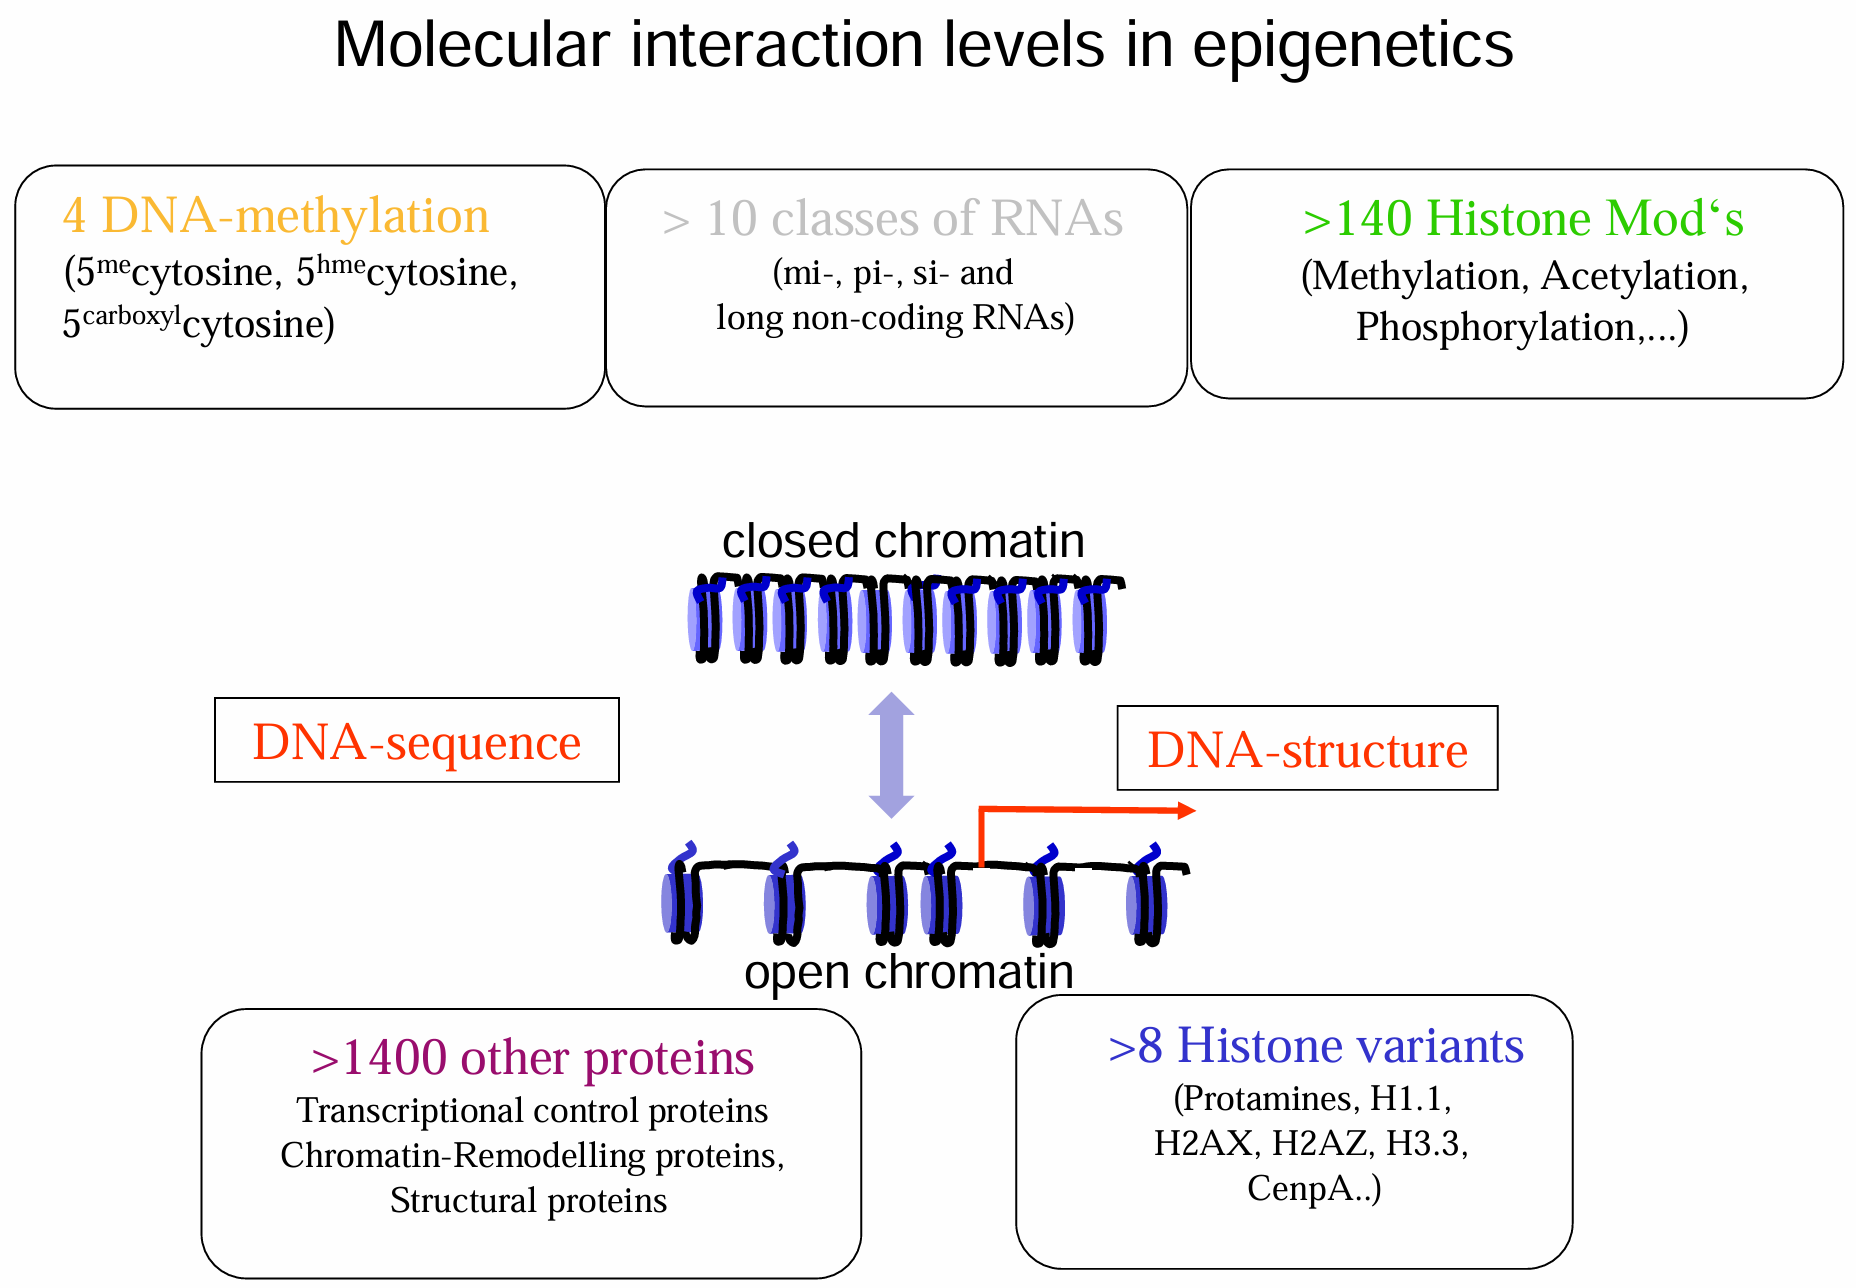 Molecular interaction levels in epigenetics
4 DNA-methylation
(5mecytosine, 5hmecytosine,
5carboxylcytosine)
> 10 classes of RNAs
(mi-, pi-, si- and
long non-coding RNAs)
>140 Histone Mod‘s
(Methylation, Acetylation,
Phosphorylation,...)
closed chromatin
DNA-sequence
DNA-structure
open chromatin
>1400 other proteins
Transcriptional control proteins
Chromatin-Remodelling proteins,
Structural proteins
>8 Histone variants
(Protamines, H1.1,
H2AX, H2AZ, H3.3,
CenpA..)